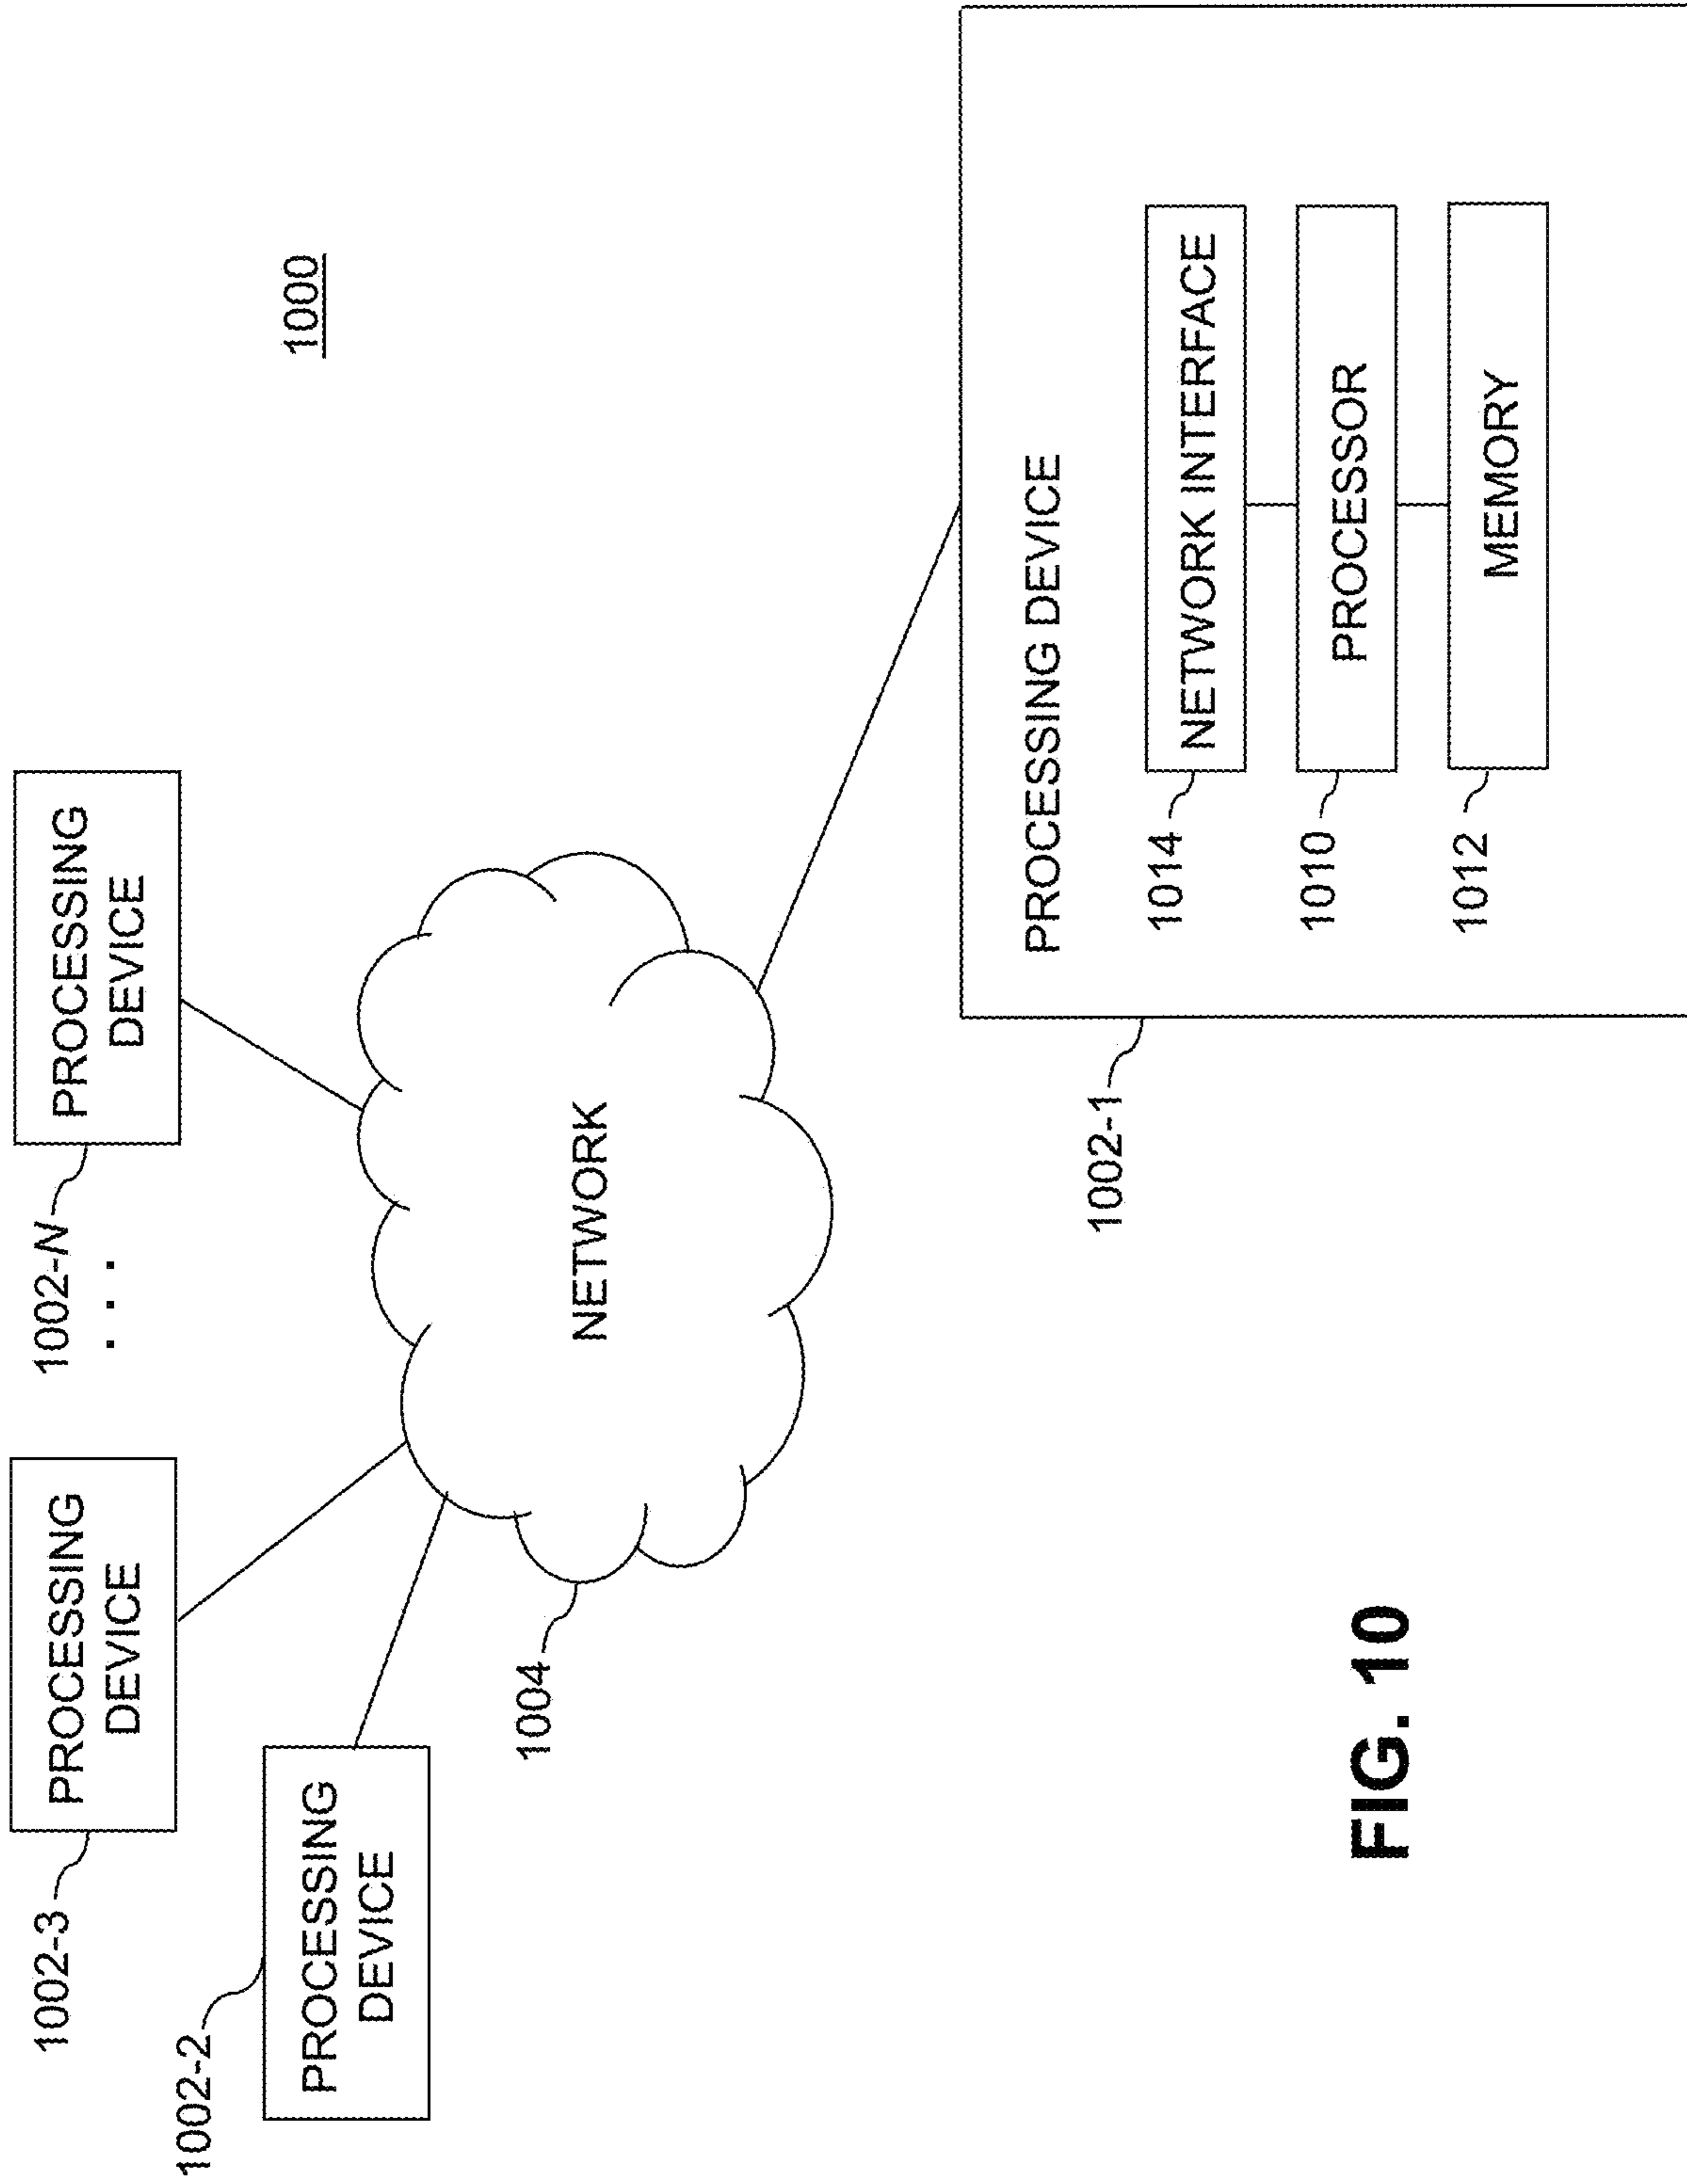 1002-3
PROCESSING
DEVICE
1002-N
. . .
PROCESSING
DEVICE
1002-2
PROCESSING
DEVICE
1000
1004
NETWORK
1002-1
PROCESSING DEVICE
1014
NETWORK INTERFACE
1010
PROCESSOR
1012
MEMORY
FIG. 10